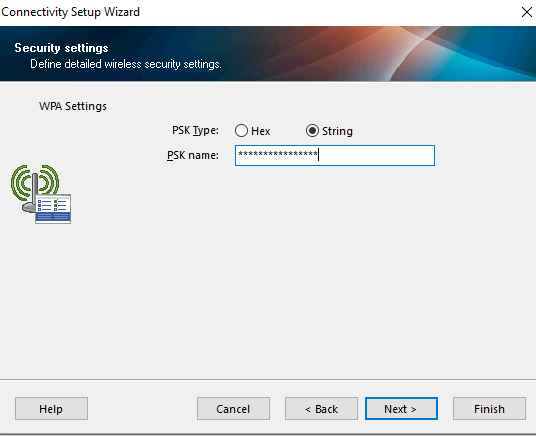 Connectivity Setup Wizard
Security settings
Define detailed wireless security settings.
WPA Settings
PSK Type: Hex String
PSK name: ****************
Help Cancel < Back Next > Finish